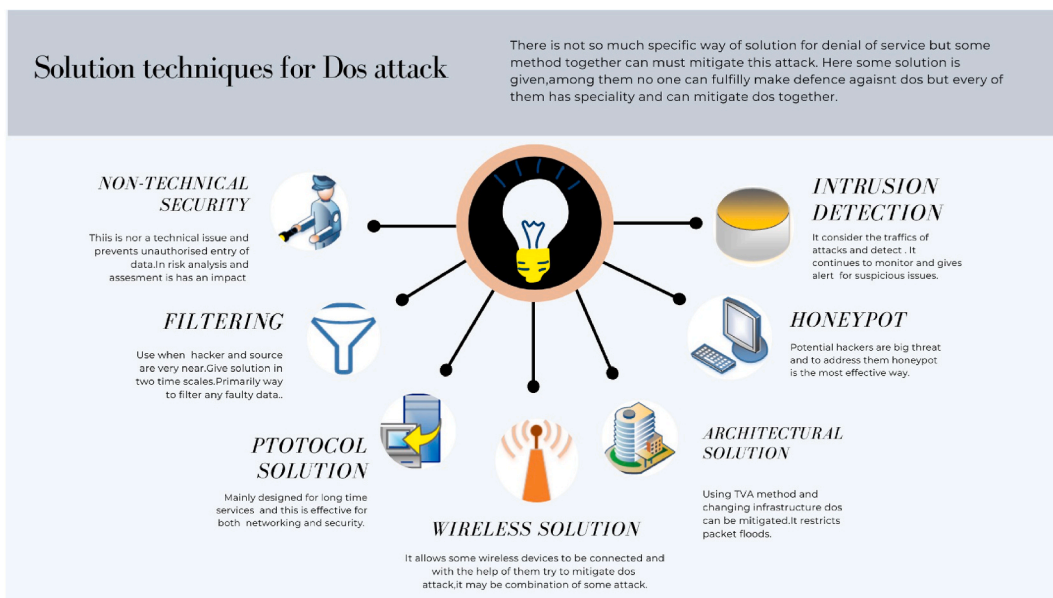 Solution techniques for Dos attack
There is not so much specific way of solution for denial of service but some
method together can must mitigate this attack. Here some solution is
given,among them no one can fulfilly make defence agaisnt dos but every of
them has speciality and can mitigate dos together.
NON-TECHNICAL
SECURITY
Thiis is nor a technical issue and
prevents unauthorised entry of
data.In risk analysis and
assesment is has an impact
FILTERING
Use when hacker and source
are very near.Give solution in
two time scales.Primarily way
to filter any faulty data..
PTOTOCOL
SOLUTION
Mainly designed for long time
services and this is effective for
both networking and security.
WIRELESS SOLUTION
It allows some wireless devices to be connected and
with the help of them try to mitigate dos
attack,it may be combination of some attack.
ARCHITECTURAL
SOLUTION
Using TVA method and
changing infrastructure dos
can be mitigated.It restricts
packet floods.
HONEYPOT
Potential hackers are big threat
and to address them honeypot
is the most effective way.
INTRUSION
DETECTION
It consider the traffics of
attacks and detect . It
continues to monitor and gives
alert for suspicious issues.